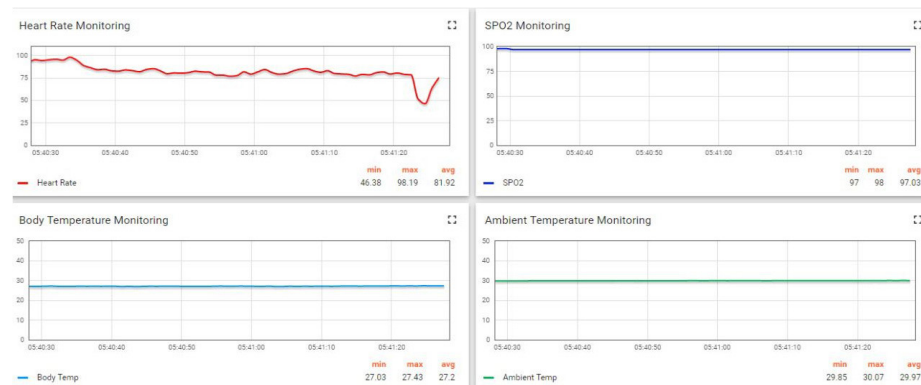 Heart Rate Monitoring
100
75
50
25
0
05:40:30 05:40:40 05:40:50 05:41:00 05:41:10 05:41:20
min max avg
Heart Rate 46.38 98.19 81.92
SPO2 Monitoring
100
75
50
25
0
05:40:30 05:40:40 05:40:50 05:41:00 05:41:10 05:41:20
min max avg
SPO2 97 98 97.03
Body Temperature Monitoring
50
40
30
20
10
0
05:40:30 05:40:40 05:40:50 05:41:00 05:41:10 05:41:20
min max avg
Body Temp 27.03 27.43 27.2
Ambient Temperature Monitoring
50
40
30
20
10
0
05:40:30 05:40:40 05:40:50 05:41:00 05:41:10 05:41:20
min max avg
Ambient Temp 29.85 30.07 29.97